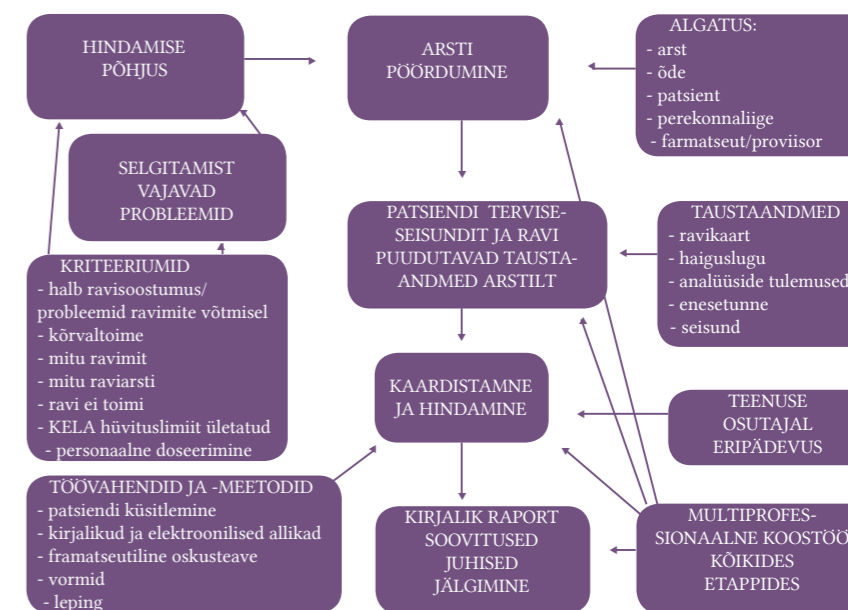 HINDAMISE
PÕHJUS
ARSTI
PÖÖRDUMINE
ALGATUS:
- arst
- õde
- patsient
- perekonnaliige
- farmatseut/proviisor
SELGITAMIST
VAJAVAD
PROBLEEMID
PATSIENDI TERVISE-
SEISUNDIT JA RAVI
PUUDUTAVAD TAUSTA-
ANDMED ARSTILT
TAUSTAANDMED
- ravikaart
- haiguslugu
- analüüside tulemused
- enesetunne
- seisund
KRITEERIUMID
- halb ravisoostumus/
probleemid ravimite võtmisel
- kõrvaltoime
- mitu ravimit
- mitu raviarsti
- ravi ei toimi
- KELA hüvituslimiit ületatud
- personaalne doseerimine
KAARDISTAMNE
JA HINDAMINE
TEENUSE
OSUTAJAL
ERIPÄDEVUS
TÖÖVAHENDID JA -MEETODID
- patsiendi küsitlemine
- kirjalikud ja elektroonilised allikad
- framatseutiline oskusteave
- vormid
- leping
KIRJALIK RAPORT
SOOVITUSED
JUHISED
JÄLGIMINE
MULTIPROFES-
SIONAALNE KOOSTÖÖ
KÕIKIDES
ETAPPIDES